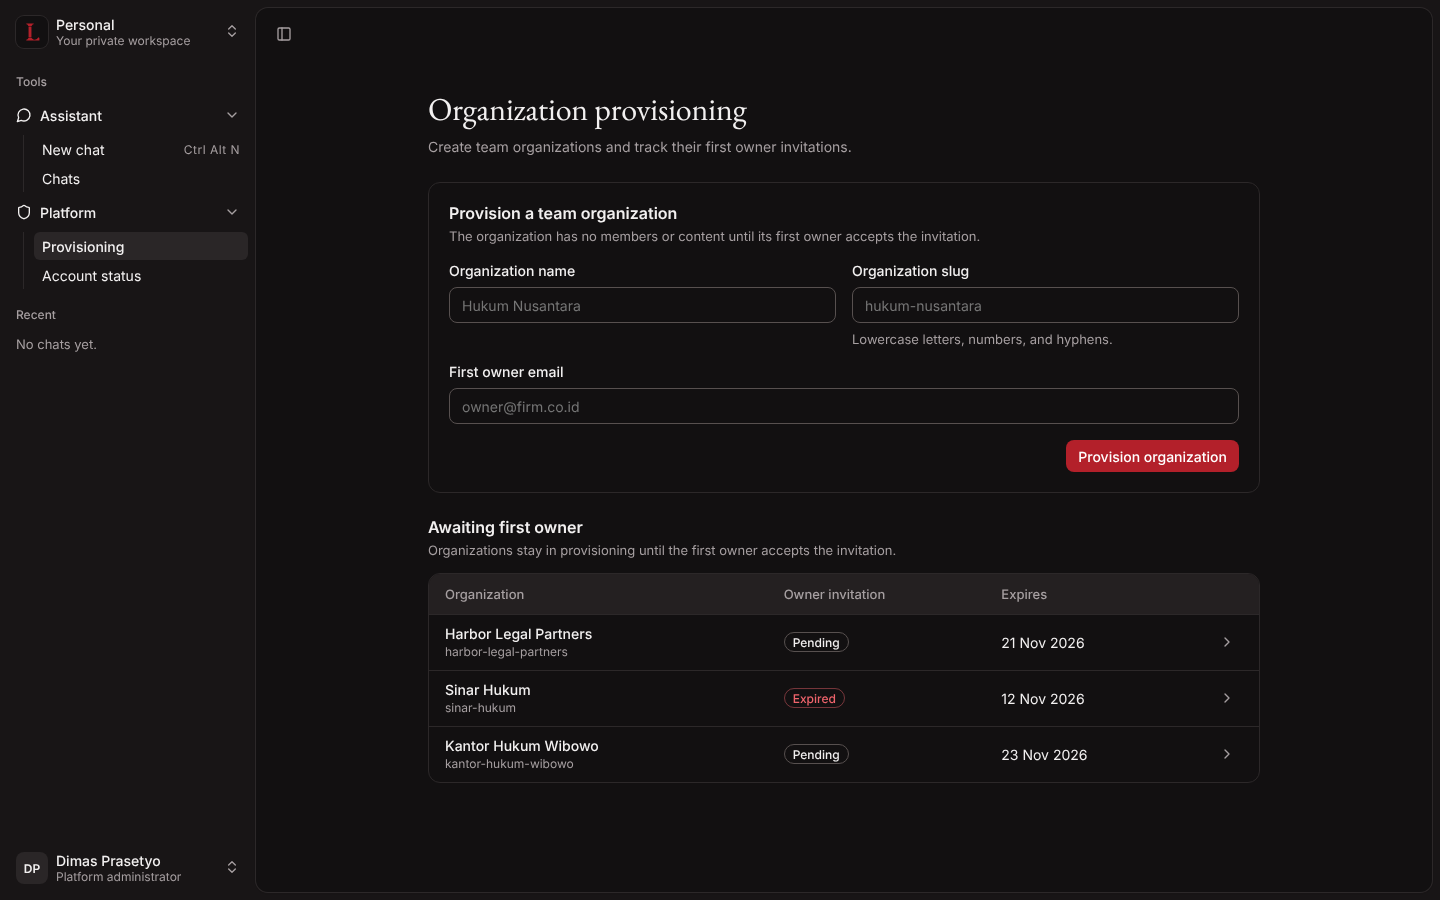 L
Personal
Your private workspace
Tools
Assistant
New chat Ctrl Alt N
Chats
Platform
Provisioning
Account status
Recent
No chats yet.
DP
Dimas Prasetyo
Platform administrator
Organization provisioning
Create team organizations and track their first owner invitations.
Provision a team organization
The organization has no members or content until its first owner accepts the invitation.
Organization name
Hukum Nusantara
Organization slug
hukum-nusantara
Lowercase letters, numbers, and hyphens.
First owner email
owner@firm.co.id
Provision organization
Awaiting first owner
Organizations stay in provisioning until the first owner accepts the invitation.
Organization Owner invitation Expires
Harbor Legal Partners
harbor-legal-partners
Pending
21 Nov 2026
Sinar Hukum
sinar-hukum
Expired
12 Nov 2026
Kantor Hukum Wibowo
kantor-hukum-wibowo
Pending
23 Nov 2026